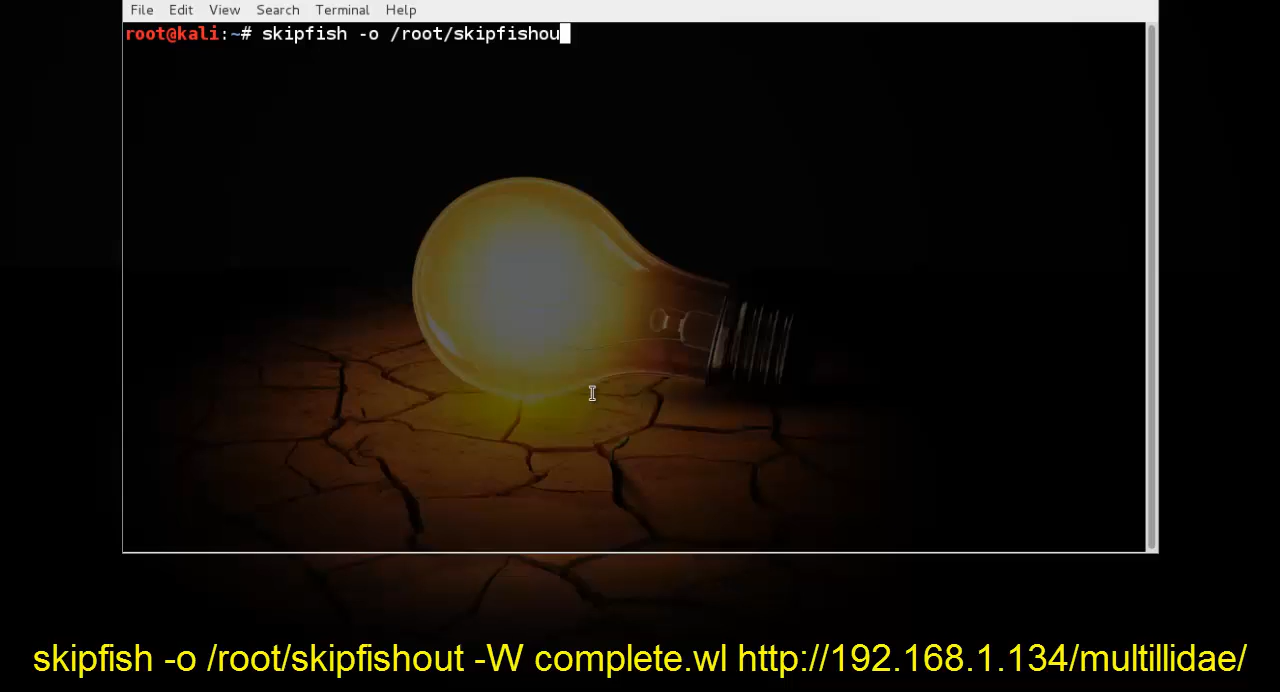 File Edit View Search Terminal Help
root@kali:~# skipfish -o /root/skipfishou
skipfish -o /root/skipfishout -W complete.wl http://192.168.1.134/multillidae/